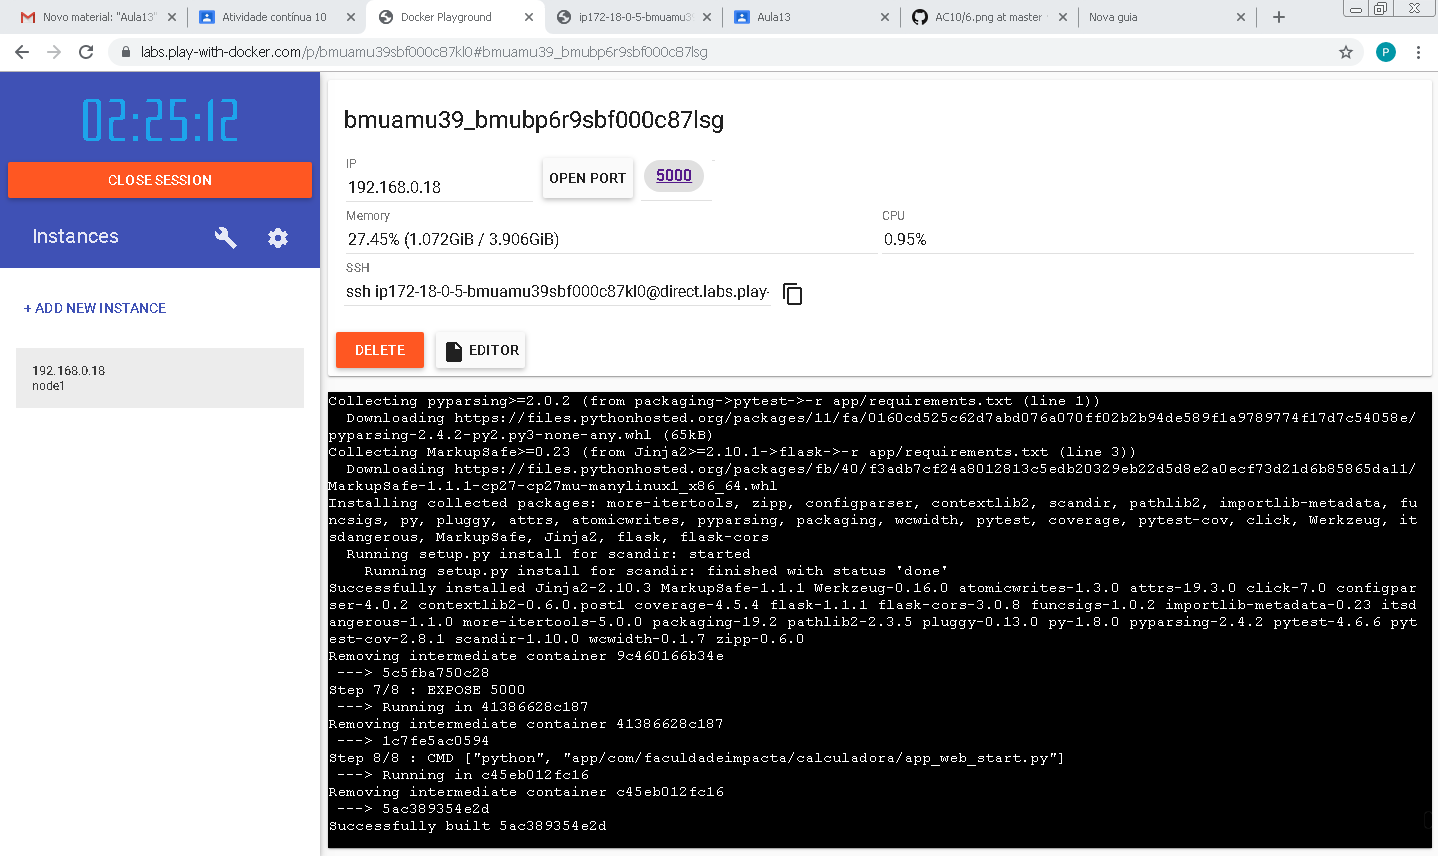 Novo material: "Aula13"
Atividade contínua 10
Docker Playground
ip172-18-0-5-bmuamu39
Aula13
AC10/6.png at master
Nova guia
labs.play-with-docker.com/p/bmuamu39sbf000c87kl0#bmuamu39_bmubp6r9sbf000c87lsg
P
02:25:12
CLOSE SESSION
Instances
+ ADD NEW INSTANCE
192.168.0.18
node1
bmuamu39_bmubp6r9sbf000c87lsg
IP
192.168.0.18
OPEN PORT
5000
Memory
27.45% (1.072GiB / 3.906GiB)
CPU
0.95%
SSH
ssh ip172-18-0-5-bmuamu39sbf000c87kl0@direct.labs.play-
DELETE
EDITOR
Collecting pyparsing>=2.0.2 (from packaging->pytest->-r app/requirements.txt (line 1))
Downloading https://files.pythonhosted.org/packages/11/fa/0160cd525c62d7abd076a070ff02b2b94de589f1a9789774f17d7c54058e/
pyparsing-2.4.2-py2.py3-none-any.whl (65kB)
Collecting MarkupSafe>=0.23 (from Jinja2>=2.10.1->flask->-r app/requirements.txt (line 3))
Downloading https://files.pythonhosted.org/packages/fb/40/f3adb7cf24a8012813c5edb20329eb22d5d8e2a0ecf73d21d6b85865da11/
MarkupSafe-1.1.1-cp27-cp27mu-manylinux1_x86_64.whl
Installing collected packages: more-itertools, zipp, configparser, contextlib2, scandir, pathlib2, importlib-metadata, fu
ncsigs, py, pluggy, attrs, atomicwrites, pyparsing, packaging, wcwidth, pytest, coverage, pytest-cov, click, Werkzeug, it
sdangerous, MarkupSafe, Jinja2, flask, flask-cors
Running setup.py install for scandir: started
Running setup.py install for scandir: finished with status 'done'
Successfully installed Jinja2-2.10.3 MarkupSafe-1.1.1 Werkzeug-0.16.0 atomicwrites-1.3.0 attrs-19.3.0 click-7.0 configpar
ser-4.0.2 contextlib2-0.6.0.post1 coverage-4.5.4 flask-1.1.1 flask-cors-3.0.8 funcsigs-1.0.2 importlib-metadata-0.23 itsd
angerous-1.1.0 more-itertools-5.0.0 packaging-19.2 pathlib2-2.3.5 pluggy-0.13.0 py-1.8.0 pyparsing-2.4.2 pytest-4.6.6 pyt
est-cov-2.8.1 scandir-1.10.0 wcwidth-0.1.7 zipp-0.6.0
Removing intermediate container 9c460166b34e
---> 5c5fba750c28
Step 7/8 : EXPOSE 5000
---> Running in 41386628c187
Removing intermediate container 41386628c187
---> 1c7fe5ac0594
Step 8/8 : CMD ["python", "app/com/faculdadeimpacta/calculadora/app_web_start.py"]
---> Running in c45eb012fc16
Removing intermediate container c45eb012fc16
---> 5ac389354e2d
Successfully built 5ac389354e2d